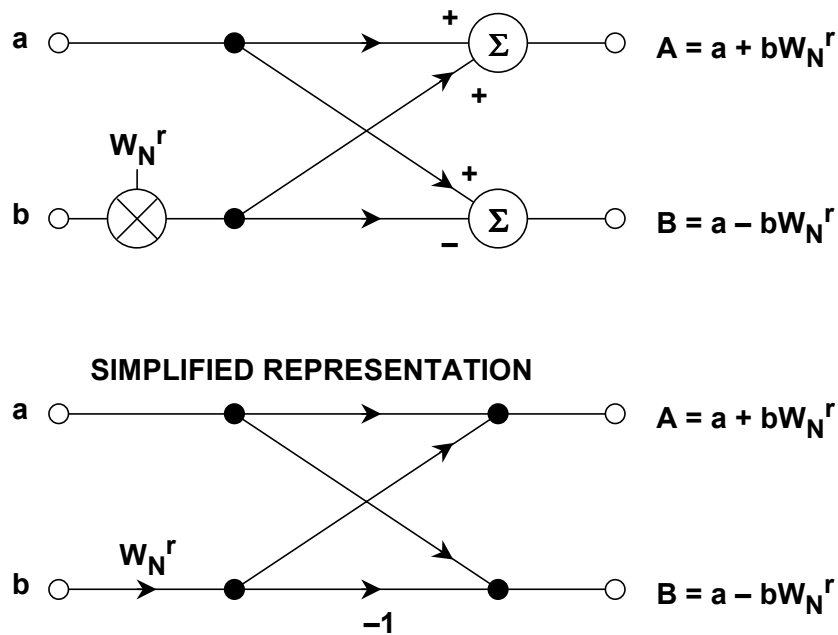 a
+
Σ
A = a + bW_N^r
+
W_N^r
+
b
Σ
B = a – bW_N^r
–
SIMPLIFIED REPRESENTATION
a
A = a + bW_N^r
W_N^r
b
B = a – bW_N^r
–1